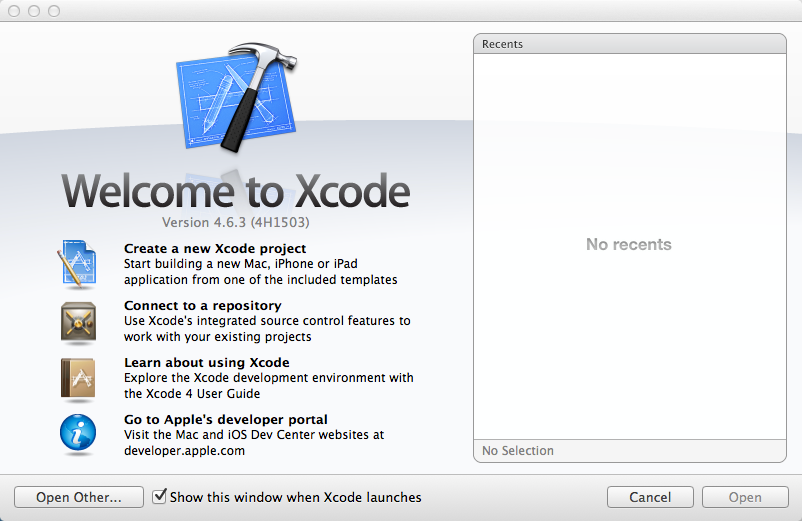 Recents
Welcome to Xcode
Version 4.6.3 (4H1503)
Create a new Xcode project
Start building a new Mac, iPhone or iPad
application from one of the included templates
Connect to a repository
Use Xcode's integrated source control features to
work with your existing projects
Learn about using Xcode
Explore the Xcode development environment with
the Xcode 4 User Guide
Go to Apple's developer portal
Visit the Mac and iOS Dev Center websites at
developer.apple.com
No recents
No Selection
Open Other...
Show this window when Xcode launches
Cancel
Open